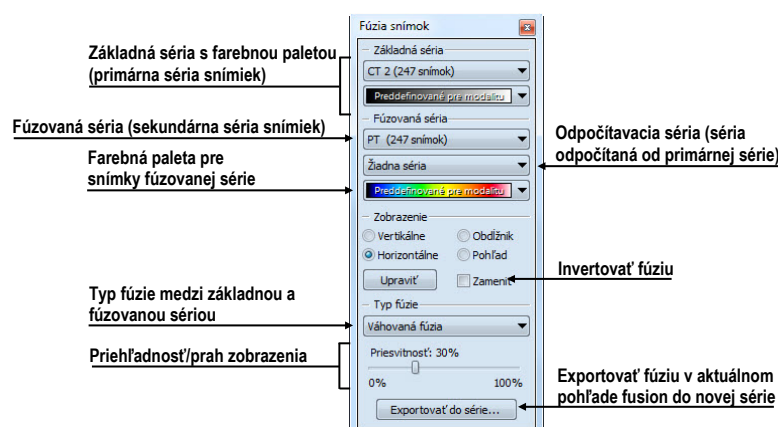 Základná séria s farebnou paletou
(primárna séria snímiek)
Fúzovaná séria (sekundárna séria snímiek)
Farebná paleta pre
snímky fúzovanej série
Typ fúzie medzi základnou a
fúzovanou sériou
Priehľadnosť/prah zobrazenia
Fúzia snímok
Základná séria
CT 2 (247 snímok)
Preddefinované pre modalitu
Fúzovaná séria
PT (247 snímok)
Žiadna séria
Preddefinované pre modalitu
Zobrazenie
Vertikálne
Obdĺžnik
Horizontálne
Pohľad
Upraviť
Zameniť
Typ fúzie
Váhovaná fúzia
Priesvitnosť: 30%
0%
100%
Exportovať do série...
Odpočítavacia séria (séria
odpočítaná od primárnej série)
Invertovať fúziu
Exportovať fúziu v aktuálnom
pohľade fusion do novej série